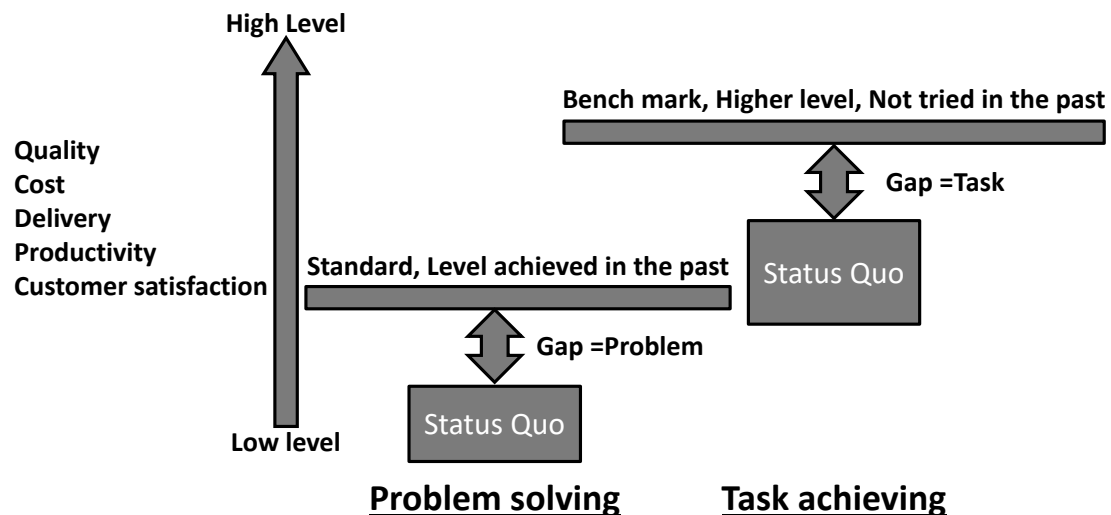 High Level
Bench mark, Higher level, Not tried in the past
Quality
Cost
Delivery
Productivity
Customer satisfaction
Gap =Task
Status Quo
Standard, Level achieved in the past
Gap =Problem
Status Quo
Low level
Problem solving
Task achieving